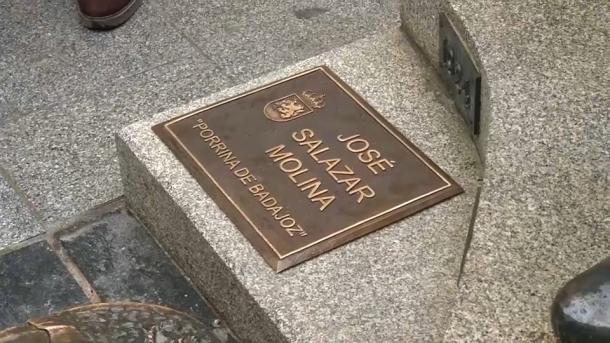 JOSÉ
SALAZAR
MOLINA
"PORRINA DE BADAJOZ"